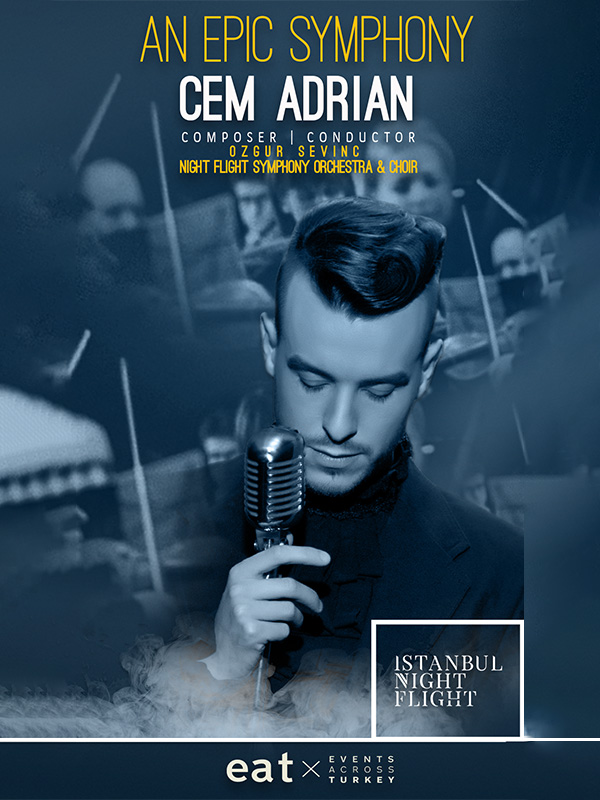 AN EPIC SYMPHONY
CEM ADRIAN
COMPOSER | CONDUCTOR
OZGUR SEVINC
NIGHT FLIGHT SYMPHONY ORCHESTRA & CHOIR
ISTANBUL
NIGHT
FLIGHT
eat × EVENTS
ACROSS
TURKEY